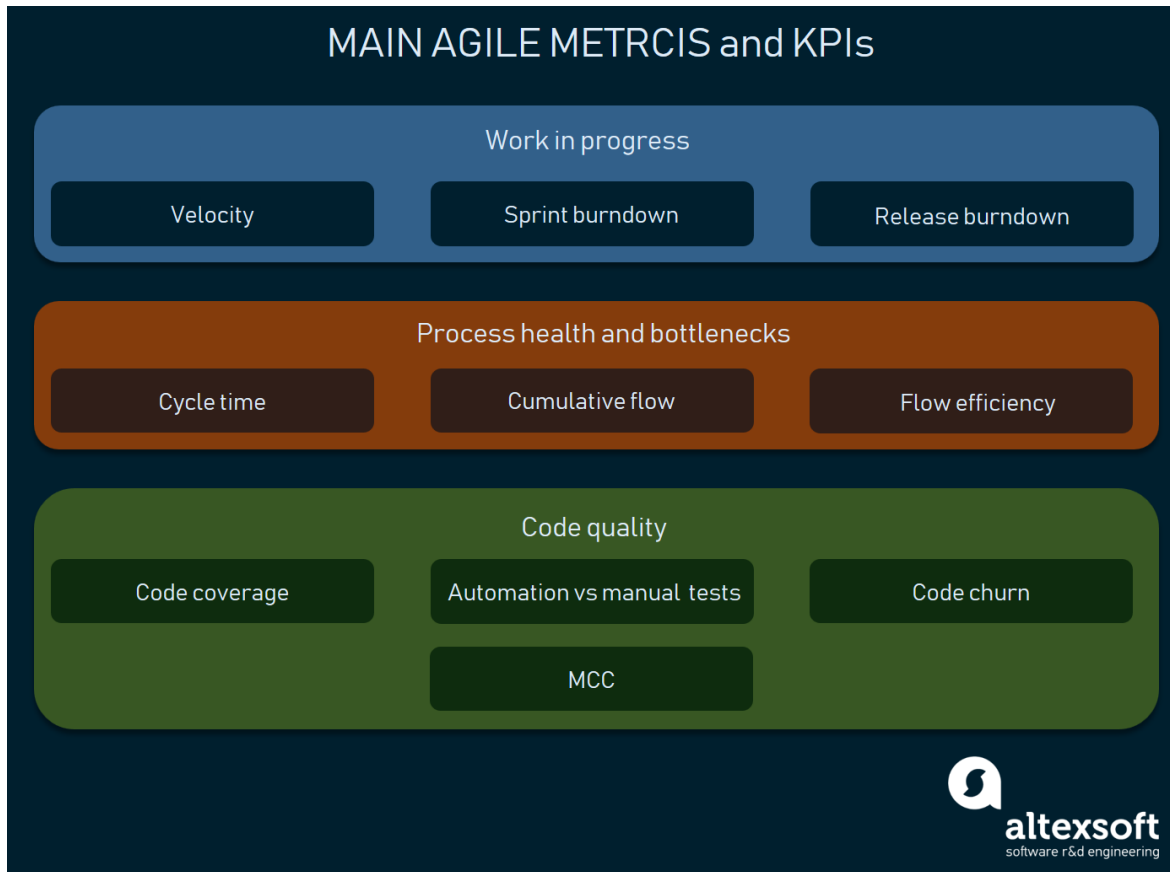 MAIN AGILE METRCIS and KPIs
Work in progress
Velocity
Sprint burndown
Release burndown
Process health and bottlenecks
Cycle time
Cumulative flow
Flow efficiency
Code quality
Code coverage
Automation vs manual tests
Code churn
MCC
altexsoft
software r&d engineering